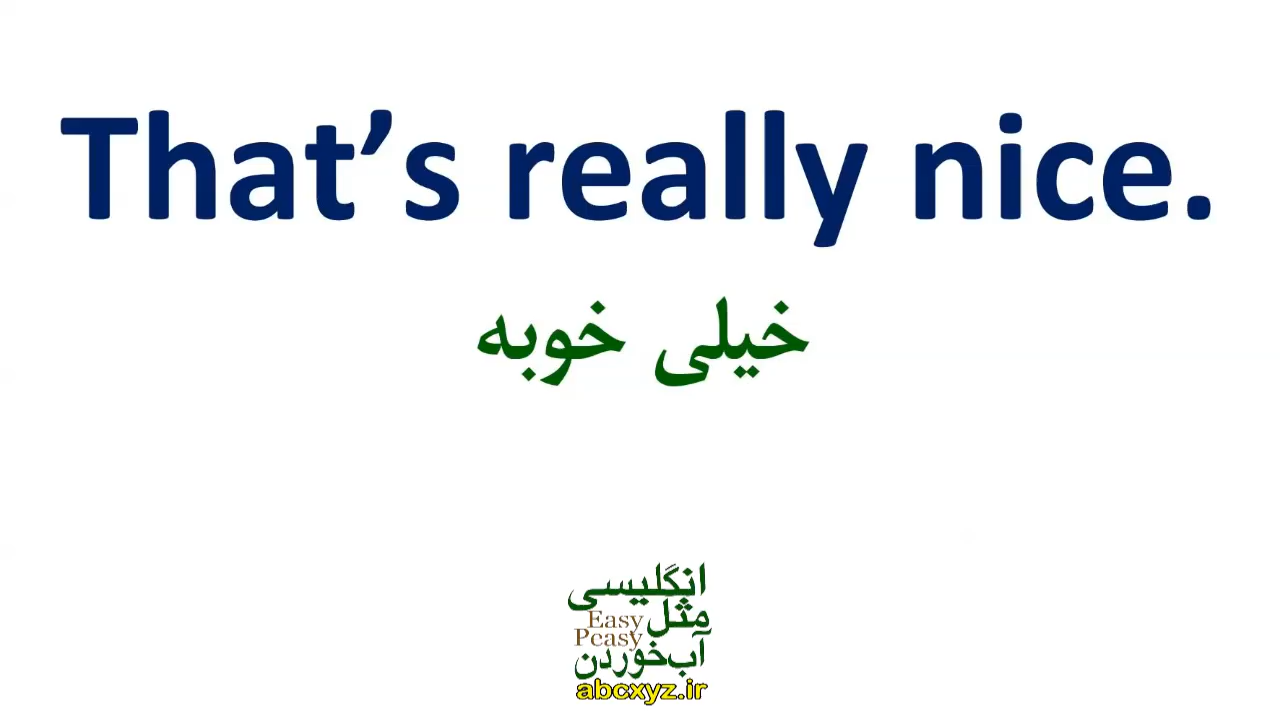 That’s really nice.
خیلی خوبه
انگلیسی
مثل
Easy
Peasy
آب‌خوردن
abcxyz.ir